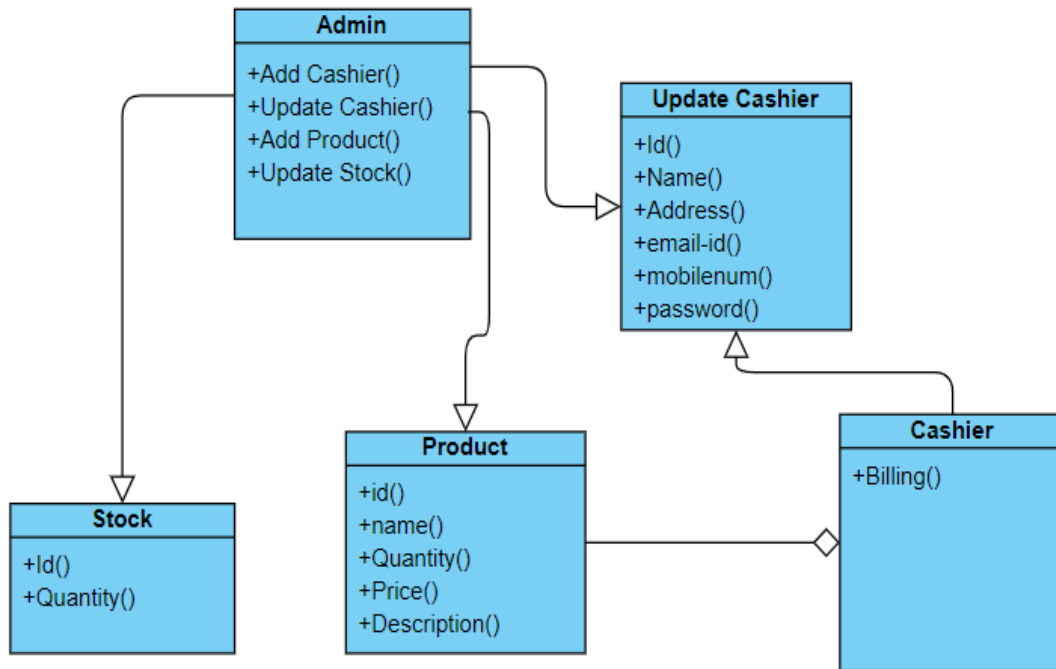 Admin
+Add Cashier()
+Update Cashier()
+Add Product()
+Update Stock()
Update Cashier
+Id()
+Name()
+Address()
+email-id()
+mobilenum()
+password()
Stock
+Id()
+Quantity()
Product
+id()
+name()
+Quantity()
+Price()
+Description()
Cashier
+Billing()